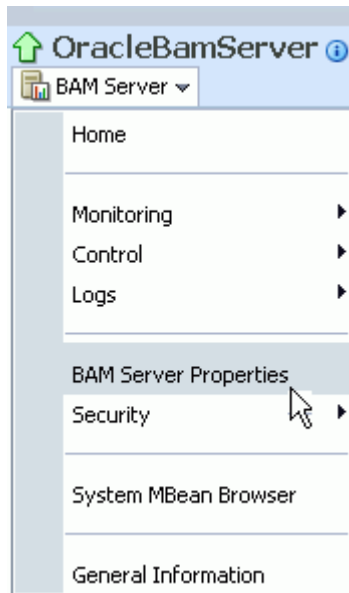 OracleBamServer
BAM Server
Home
Monitoring
Control
Logs
BAM Server Properties
Security
System MBean Browser
General Information